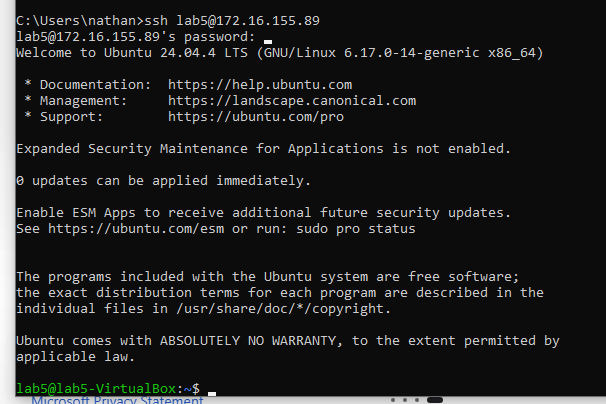 C:\Users\nathan>ssh lab5@172.16.155.89
lab5@172.16.155.89's password:
Welcome to Ubuntu 24.04.4 LTS (GNU/Linux 6.17.0-14-generic x86_64)
* Documentation: https://help.ubuntu.com
* Management: https://landscape.canonical.com
* Support: https://ubuntu.com/pro
Expanded Security Maintenance for Applications is not enabled.
0 updates can be applied immediately.
Enable ESM Apps to receive additional future security updates.
See https://ubuntu.com/esm or run: sudo pro status
The programs included with the Ubuntu system are free software;
the exact distribution terms for each program are described in the
individual files in /usr/share/doc/*/copyright.
Ubuntu comes with ABSOLUTELY NO WARRANTY, to the extent permitted by
applicable law.
lab5@lab5-VirtualBox:~$
Microsoft Privacy Statement